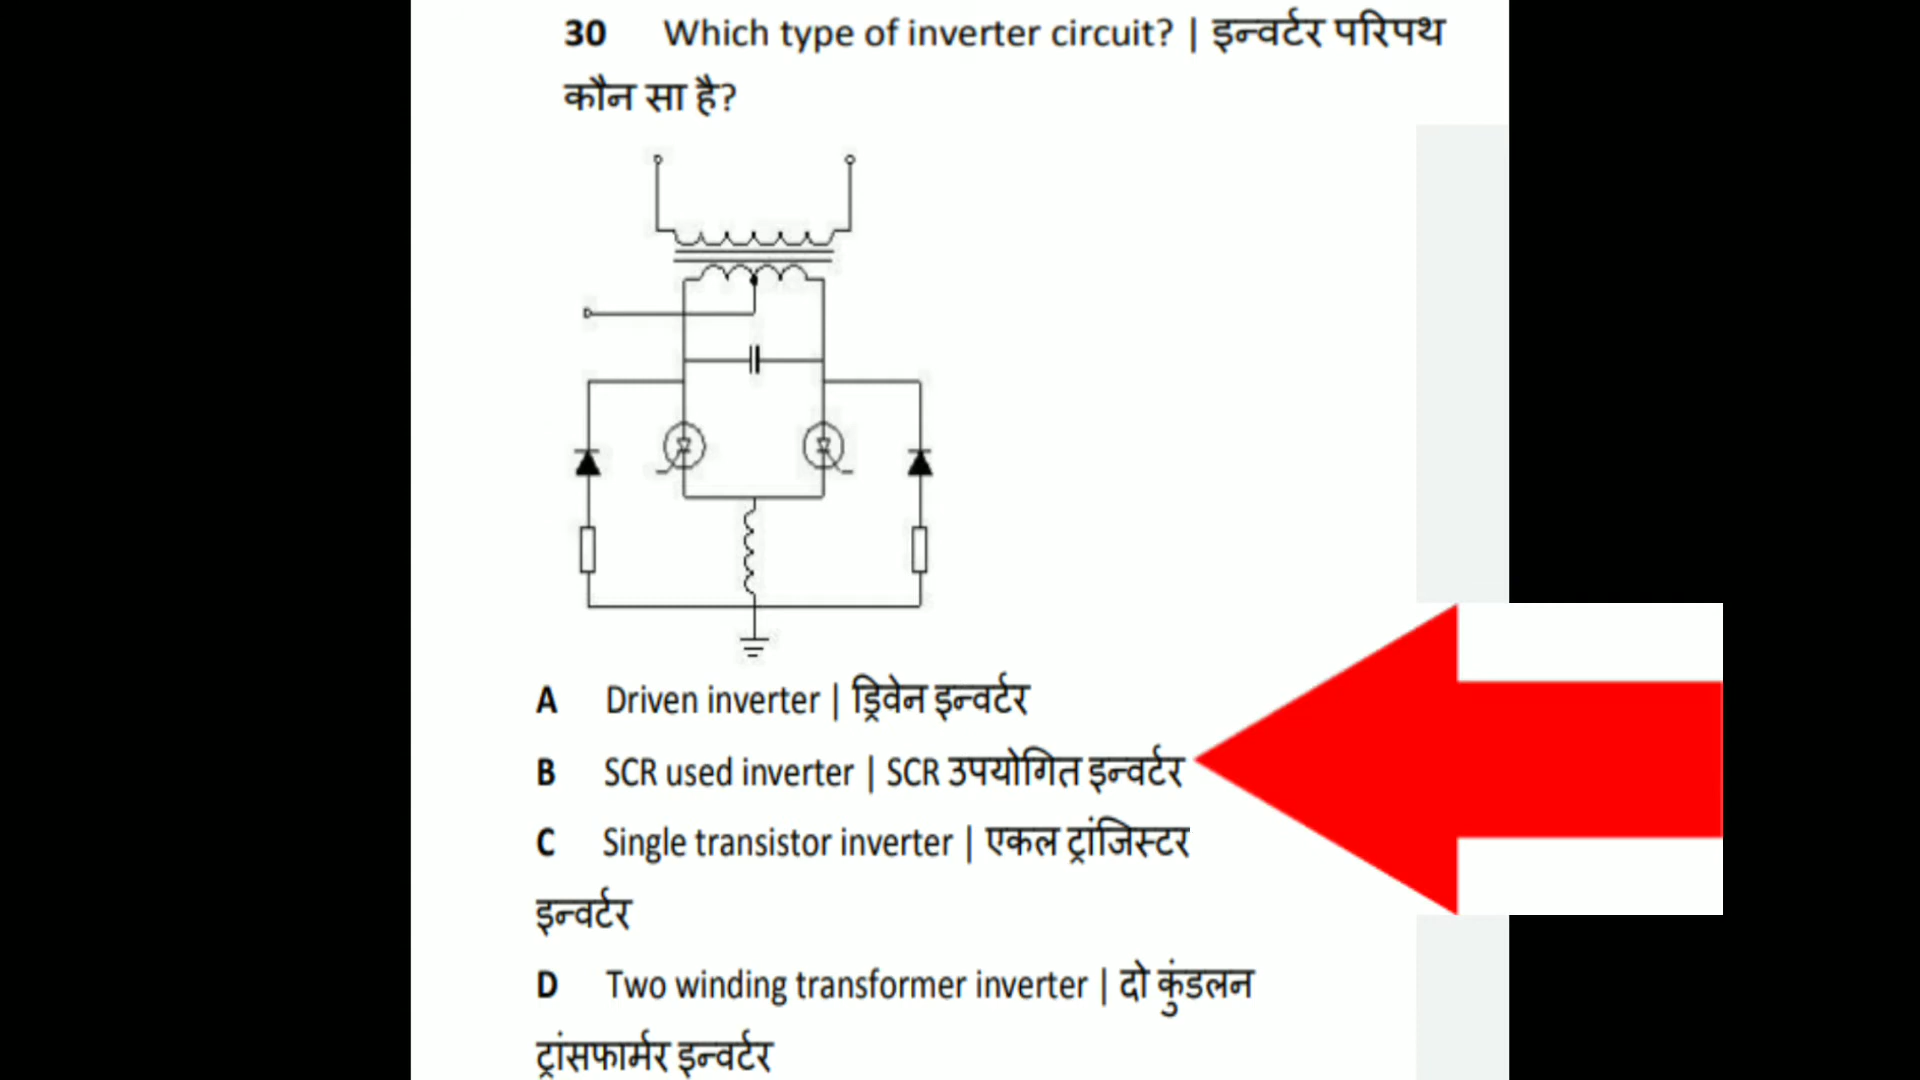 30 Which type of inverter circuit? | इन्वर्टर परिपथ
कौन सा है?
A Driven inverter | ड्रिवेन इन्वर्टर
B SCR used inverter | SCR उपयोगित इन्वर्टर
C Single transistor inverter | एकल ट्रांजिस्टर
इन्वर्टर
D Two winding transformer inverter | दो कुंडलन
ट्रांसफार्मर इन्वर्टर